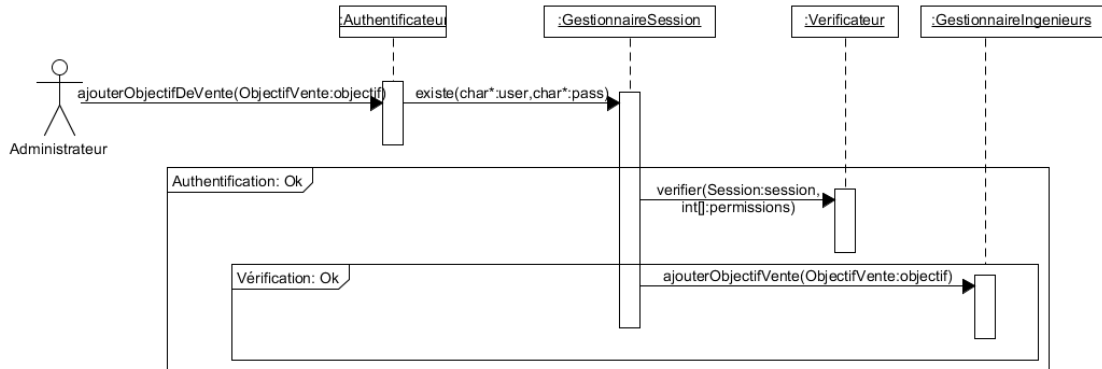 :Authentificateur
:GestionnaireSession
:Verificateur
:GestionnaireIngenieurs
ajouterObjectifDeVente(ObjectifVente:objectif)
existe(char*:user,char*:pass)
Administrateur
Authentification: Ok
verifier(Session:session,
int[]:permissions)
Vérification: Ok
ajouterObjectifVente(ObjectifVente:objectif)